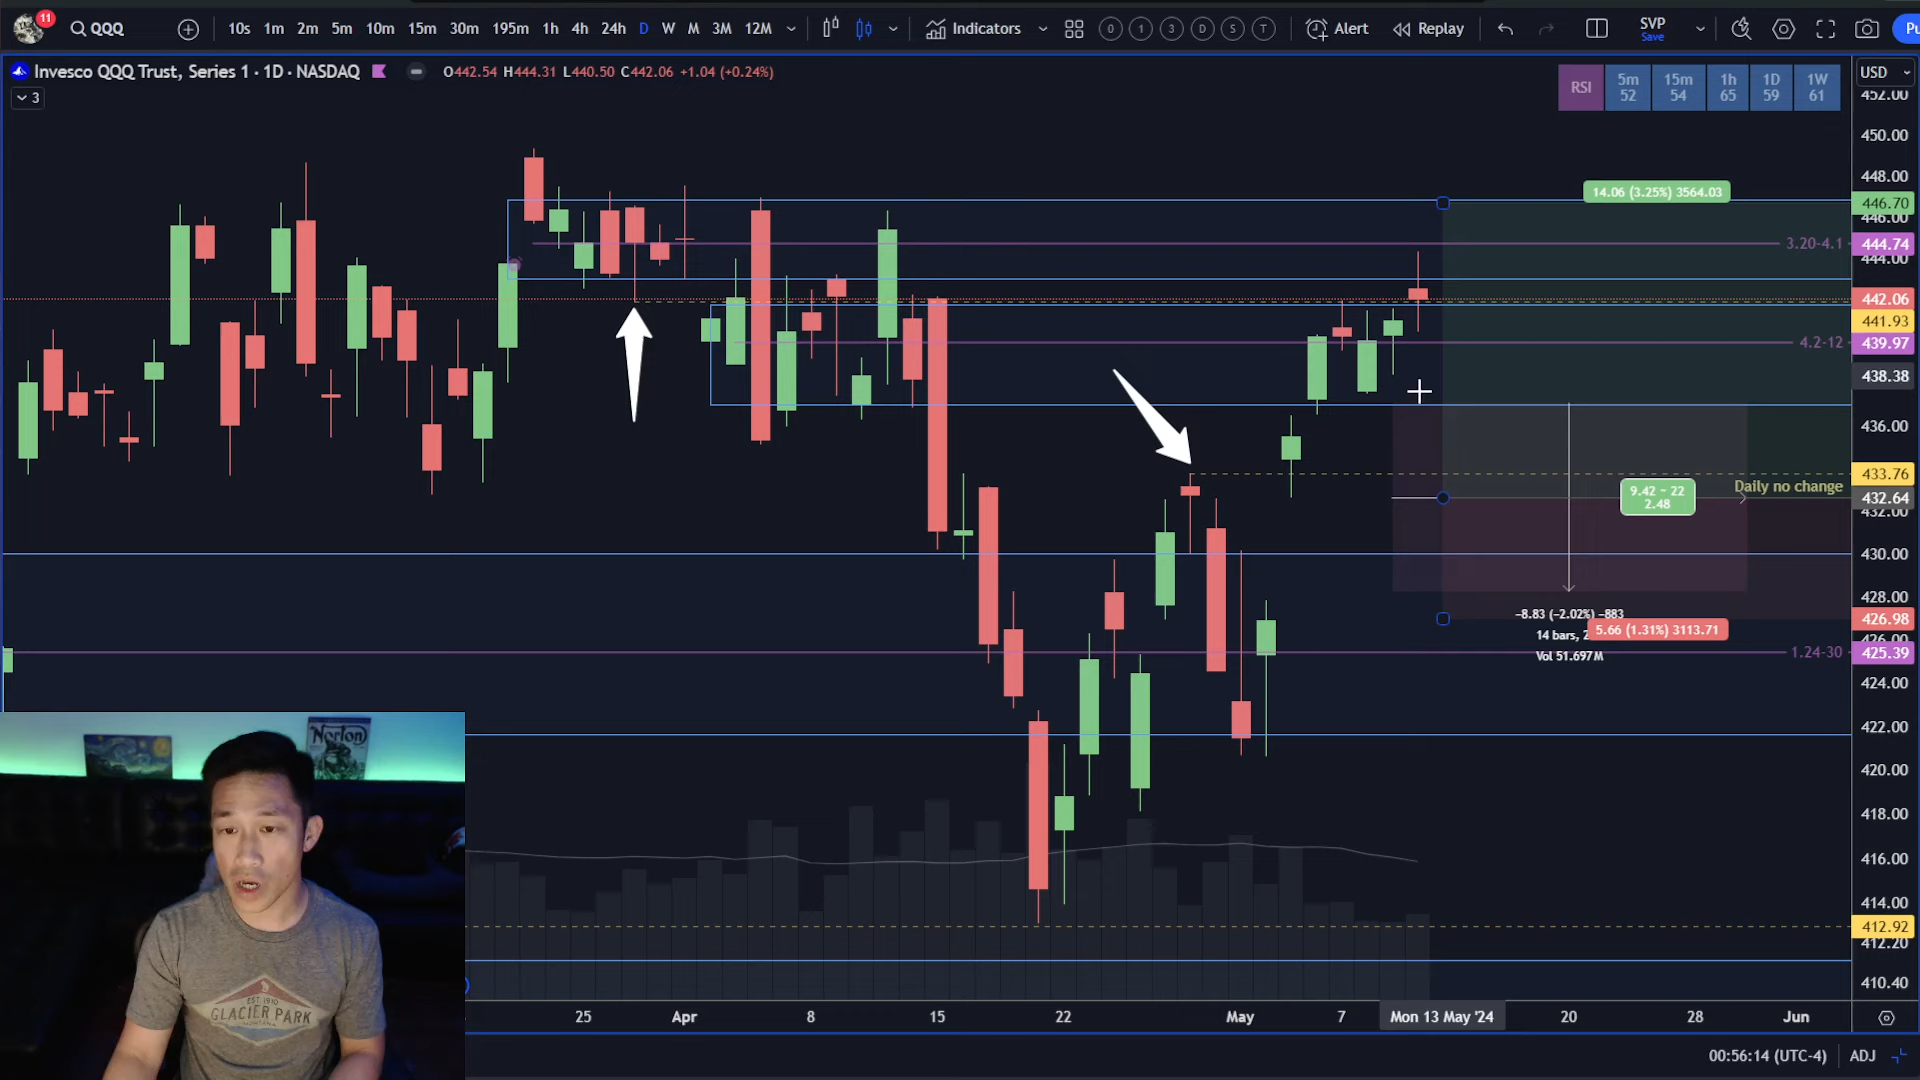 11
QQQ
10s 1m 2m 5m 10m 15m 30m 195m 1h 4h 24h D W M 3M 12M
Indicators
0 1 3 D S T
Alert
Replay
SVP
Save
Pu
Invesco QQQ Trust, Series 1 · 1D · NASDAQ
O442.54 H444.31 L440.50 C442.06 +1.04 (+0.24%)
3
RSI
5m
52
15m
54
1h
65
1D
59
1W
61
USD
452.00
450.00
448.00
446.70
446.00
444.74
444.00
442.06
441.93
439.97
438.38
436.00
433.76
432.64
432.00
430.00
428.00
426.98
426.00
425.39
424.00
422.00
420.00
418.00
416.00
414.00
412.92
412.20
410.40
14.06 (3.25%) 3564.03
3.20-4.1
4.2-12
Daily no change
9.42 ~ 22
2.48
−8.83 (−2.02%) −883
14 bars, 2
5.66 (1.31%) 3113.71
Vol 51.697M
1.24-30
Norton
EST 1910
GLACIER PARK
MONTANA
25 Apr 8 15 22 May 7 Mon 13 May '24 20 28 Jun
00:56:14 (UTC-4)
ADJ